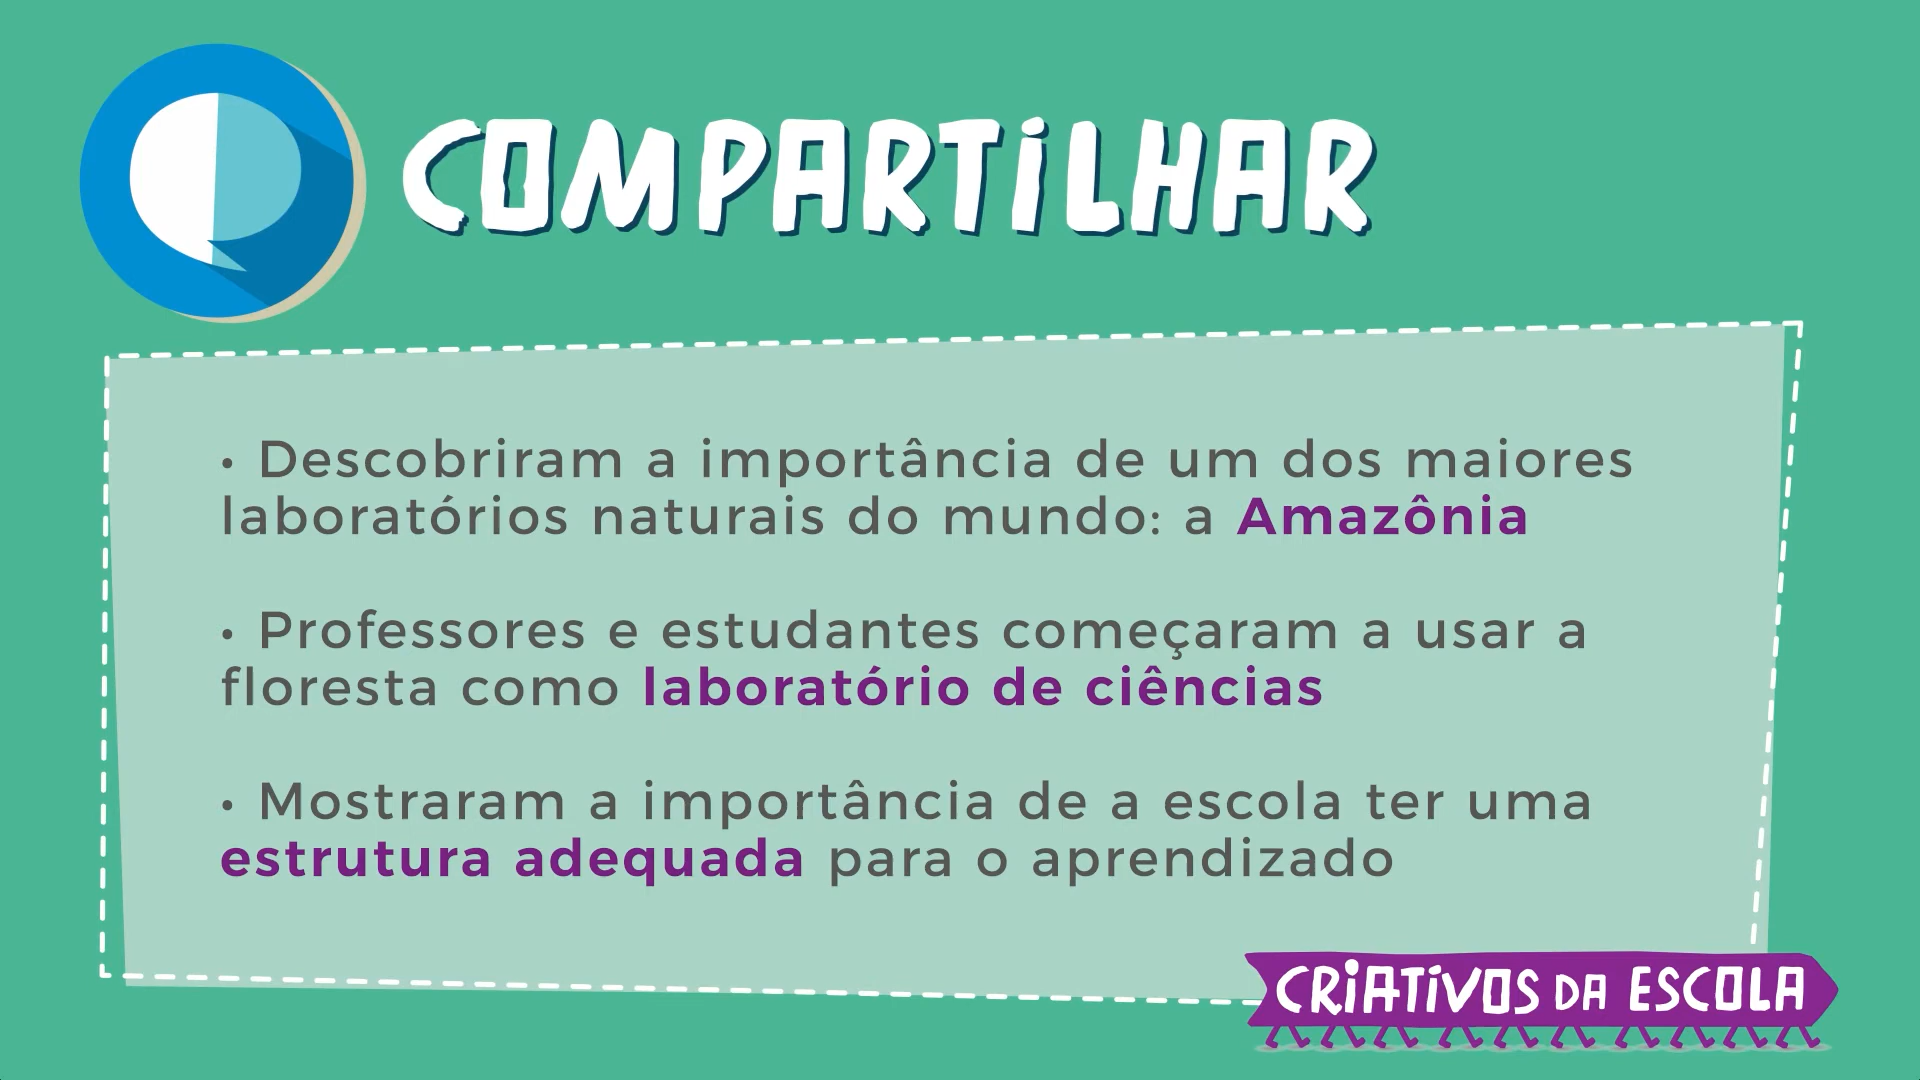 COMPARTILHAR
• Descobriram a importância de um dos maiores
laboratórios naturais do mundo: a Amazônia
• Professores e estudantes começaram a usar a
floresta como laboratório de ciências
• Mostraram a importância de a escola ter uma
estrutura adequada para o aprendizado
CRIATIVOS DA ESCOLA